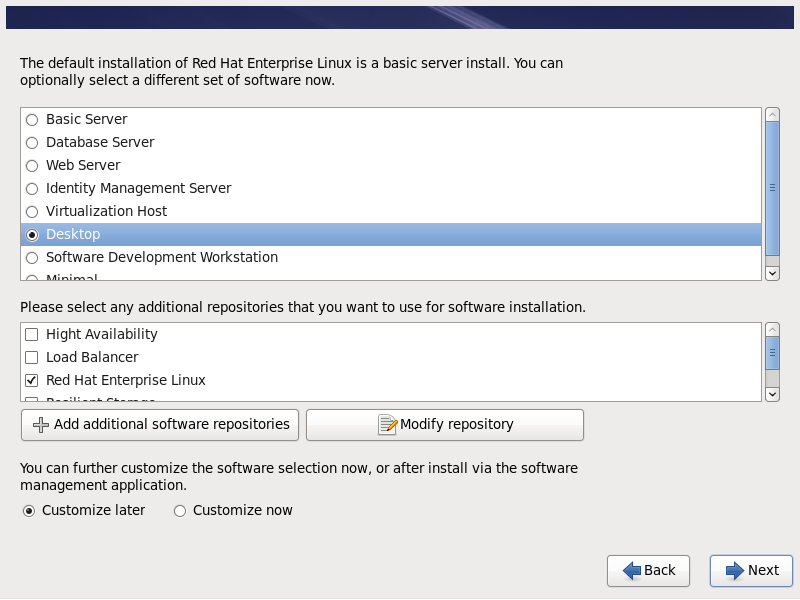 The default installation of Red Hat Enterprise Linux is a basic server install. You can
optionally select a different set of software now.
Basic Server
Database Server
Web Server
Identity Management Server
Virtualization Host
Desktop
Software Development Workstation
Minimal
Please select any additional repositories that you want to use for software installation.
Hight Availability
Load Balancer
Red Hat Enterprise Linux
Resilient Storage
Add additional software repositories
Modify repository
You can further customize the software selection now, or after install via the software
management application.
Customize later
Customize now
Back
Next